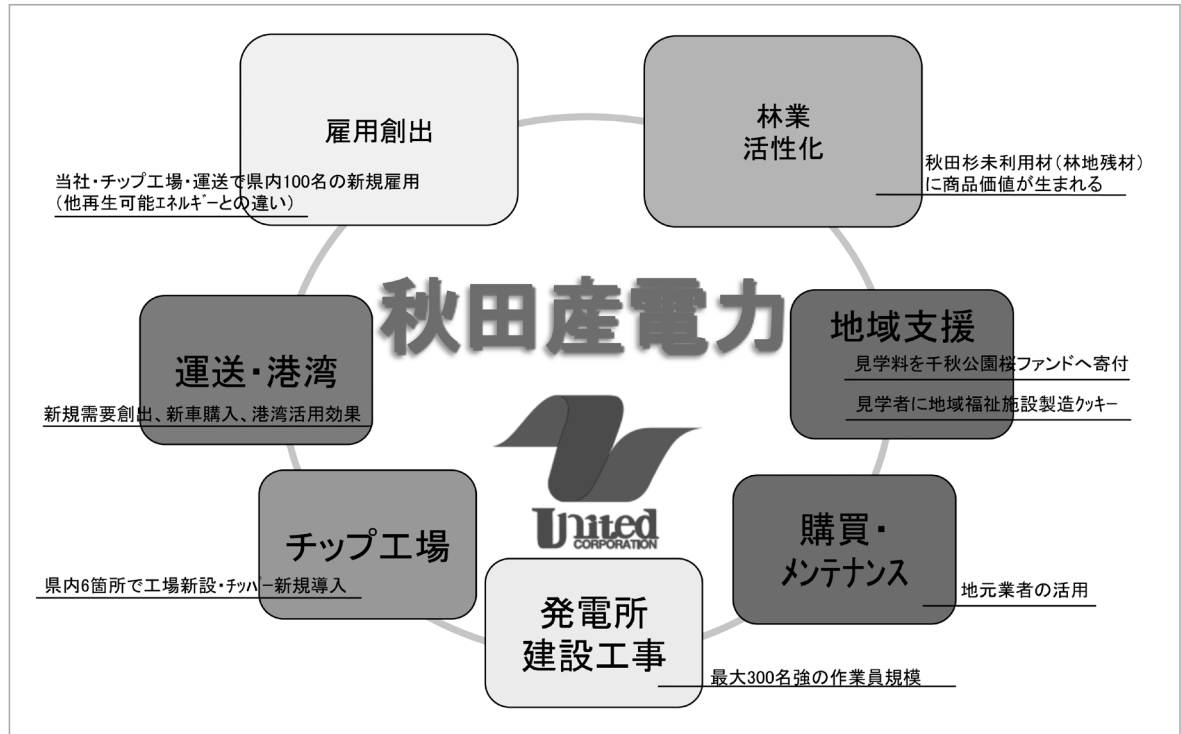 雇用創出
当社・チップ工場・運送で県内100名の新規雇用
(他再生可能ｴﾈﾙｷﾞｰとの違い)
林業
活性化
秋田杉未利用材(林地残材)
に商品価値が生まれる
秋田産電力
運送・港湾
新規需要創出、新車購入、港湾活用効果
地域支援
見学料を千秋公園桜ファンドへ寄付
見学者に地域福祉施設製造ｸｯｷｰ
United
CORPORATION
チップ工場
県内6箇所で工場新設・ﾁｯﾊﾟｰ新規導入
購買・
ﾒﾝﾃﾅﾝｽ
地元業者の活用
発電所
建設工事
最大300名強の作業員規模